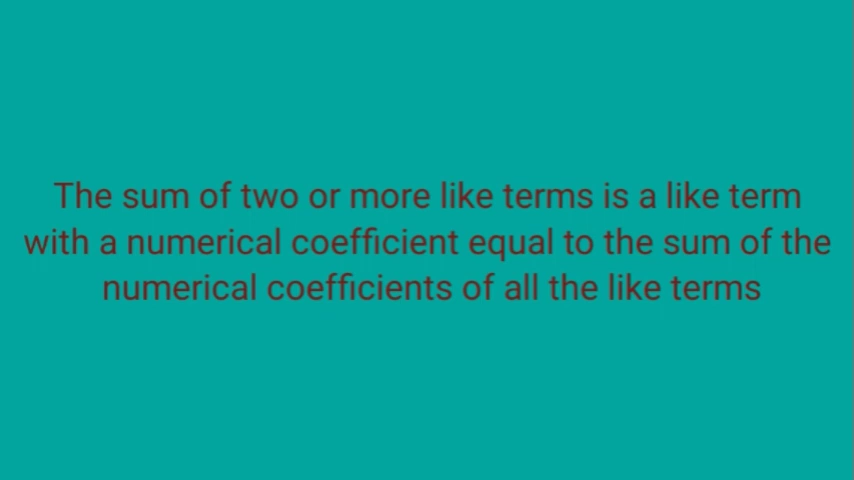 The sum of two or more like terms is a like term
with a numerical coefficient equal to the sum of the
numerical coefficients of all the like terms